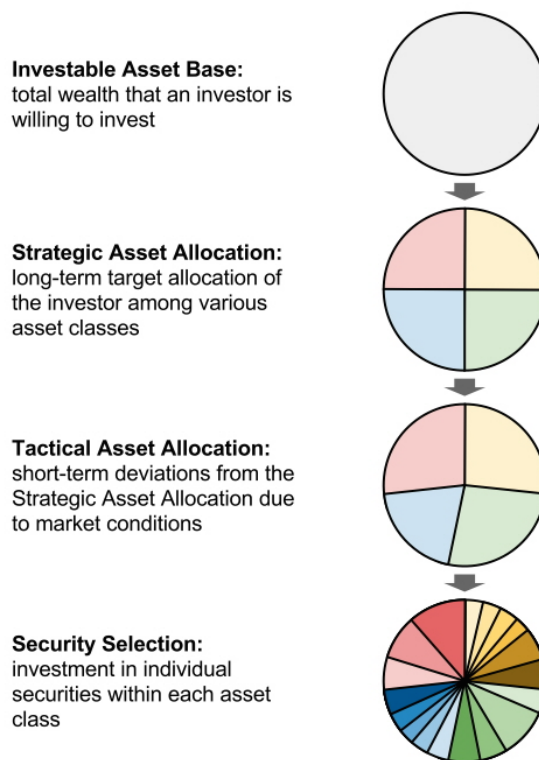 Investable Asset Base:
total wealth that an investor is
willing to invest
Strategic Asset Allocation:
long-term target allocation of
the investor among various
asset classes
Tactical Asset Allocation:
short-term deviations from the
Strategic Asset Allocation due
to market conditions
Security Selection:
investment in individual
securities within each asset
class